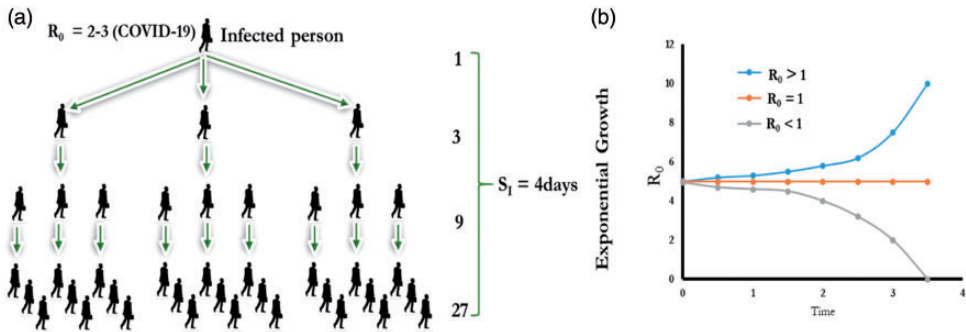 (a)
R₀ = 2-3 (COVID-19)
Infected person
1
3
9
27
S_I = 4days
(b)
Exponential Growth
R₀
12
10
8
6
4
2
0
R₀ > 1
R₀ = 1
R₀ < 1
0
1
2
3
4
Time